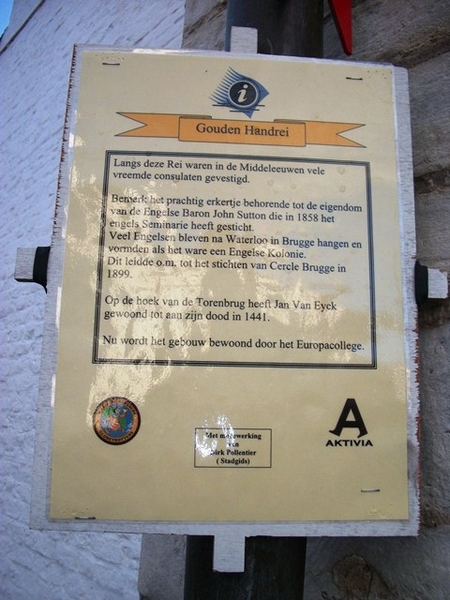 i
Gouden Handrei
Langs deze Rei waren in de Middeleeuwen vele
vreemde consulaten gevestigd.
Bemerk het prachtig erkertje behorende tot de eigendom
van de Engelse Baron John Sutton die in 1858 het
engels Seminarie heeft gesticht.
Veel Engelsen bleven na Waterloo in Brugge hangen en
vormden als het ware een Engelse Kolonie.
Dit leidde o.m. tot het stichten van Cercle Brugge in
1899.
Op de hoek van de Torenbrug heeft Jan Van Eyck
gewoond tot aan zijn dood in 1441.
Nu wordt het gebouw bewoond door het Europacollege.
Met medewerking
van
Dirk Pollentier
( Stadgids)
A
AKTIVIA